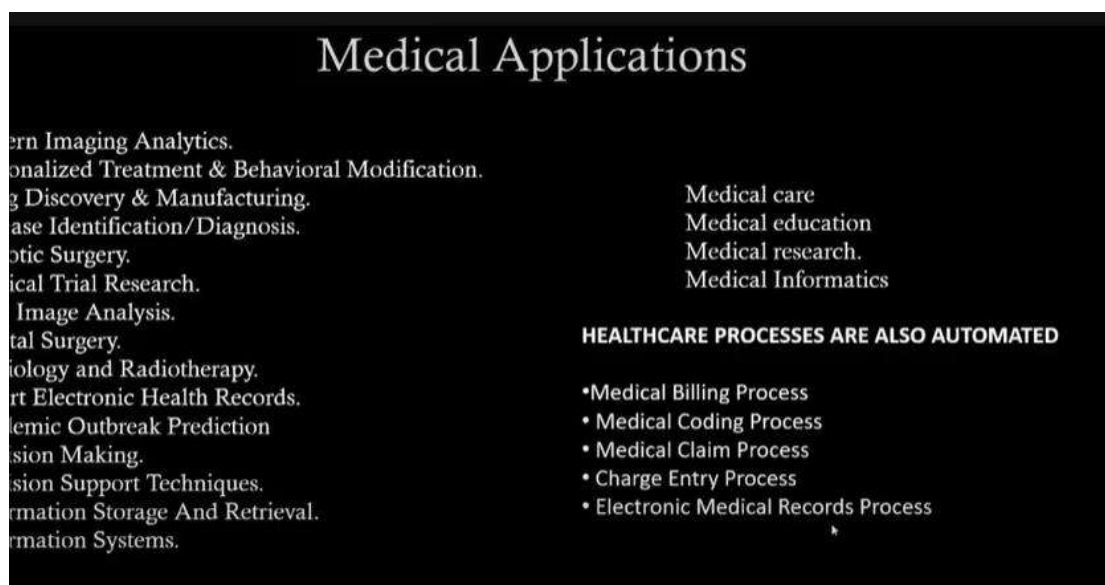 Medical Applications
ern Imaging Analytics.
onalized Treatment & Behavioral Modification.
g Discovery & Manufacturing.
ase Identification/Diagnosis.
otic Surgery.
ical Trial Research.
Image Analysis.
tal Surgery.
iology and Radiotherapy.
rt Electronic Health Records.
lemic Outbreak Prediction
ision Making.
ision Support Techniques.
rmation Storage And Retrieval.
rmation Systems.
Medical care
Medical education
Medical research.
Medical Informatics
HEALTHCARE PROCESSES ARE ALSO AUTOMATED
•Medical Billing Process
• Medical Coding Process
• Medical Claim Process
• Charge Entry Process
• Electronic Medical Records Process